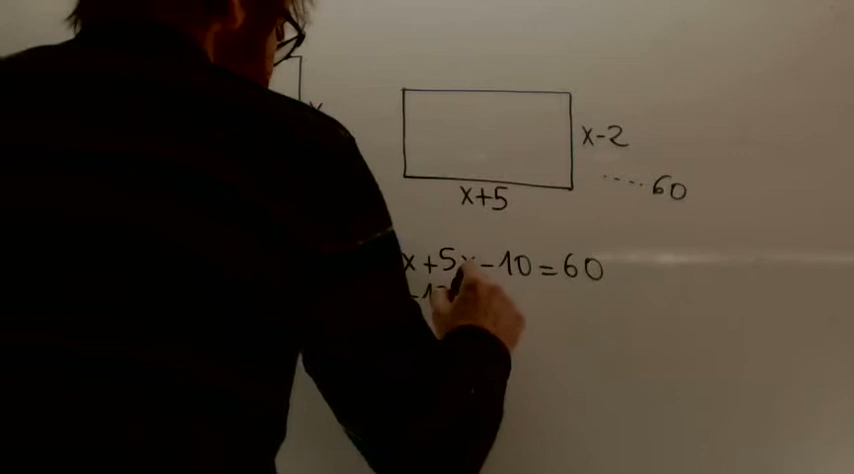 x
x-2
.....60
x+5
x+5x-10=60